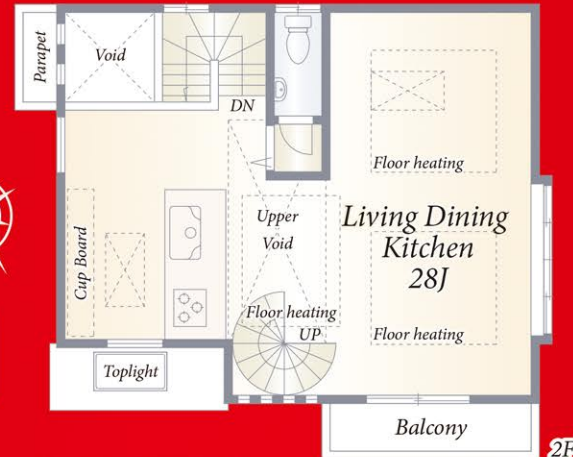 Parapet
Void
DN
Floor heating
Upper
Void
Living Dining
Kitchen
28J
Cup Board
Floor heating
UP
Floor heating
Toplight
Balcony
2F